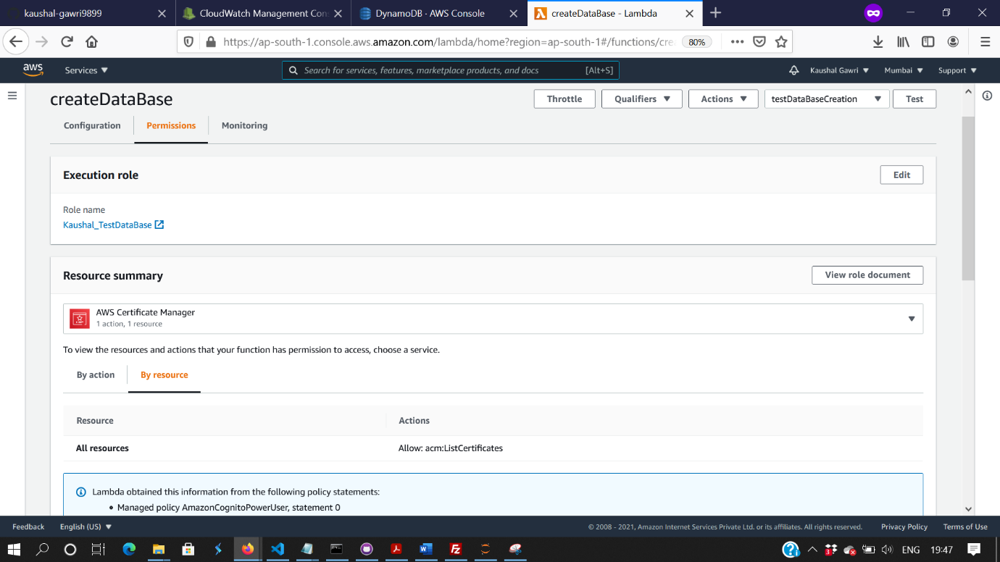 kaushal-gawri9899
CloudWatch Management Con
DynamoDB · AWS Console
createDataBase - Lambda
https://ap-south-1.console.aws.amazon.com/lambda/home?region=ap-south-1#/functions/cre
80%
aws
Services
Search for services, features, marketplace products, and docs
[Alt+S]
Kaushal Gawri
Mumbai
Support
createDataBase
Throttle
Qualifiers
Actions
testDataBaseCreation
Test
Configuration
Permissions
Monitoring
Execution role
Edit
Role name
Kaushal_TestDataBase
Resource summary
View role document
AWS Certificate Manager
1 action, 1 resource
To view the resources and actions that your function has permission to access, choose a service.
By action
By resource
Resource
Actions
All resources
Allow: acm:ListCertificates
Lambda obtained this information from the following policy statements:
• Managed policy AmazonCognitoPowerUser, statement 0
Feedback
English (US)
© 2008 - 2021, Amazon Internet Services Private Ltd. or its affiliates. All rights reserved.
Privacy Policy
Terms of Use
ENG
19:47